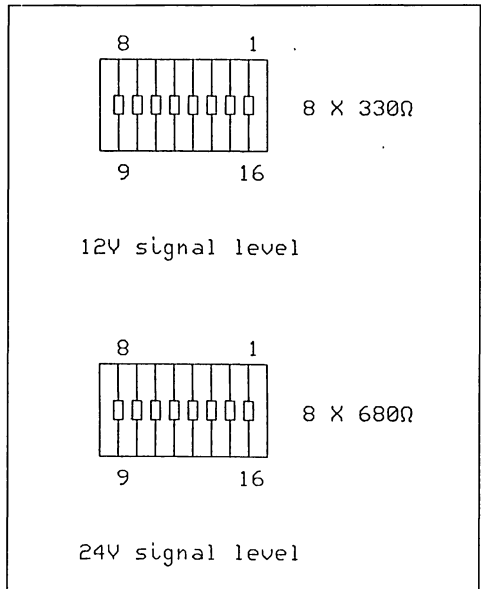 8 1
8 X 330Ω
9 16
12V signal level
8 1
8 X 680Ω
9 16
24V signal level